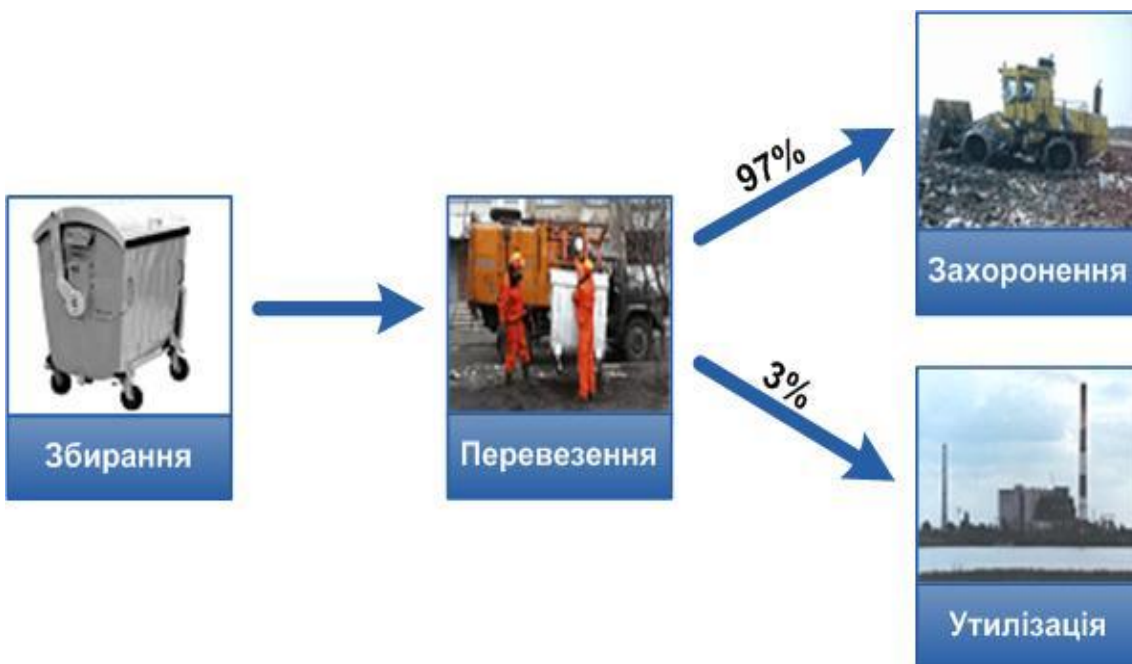 Збирання
Перевезення
97%
Захоронення
3%
Утилізація